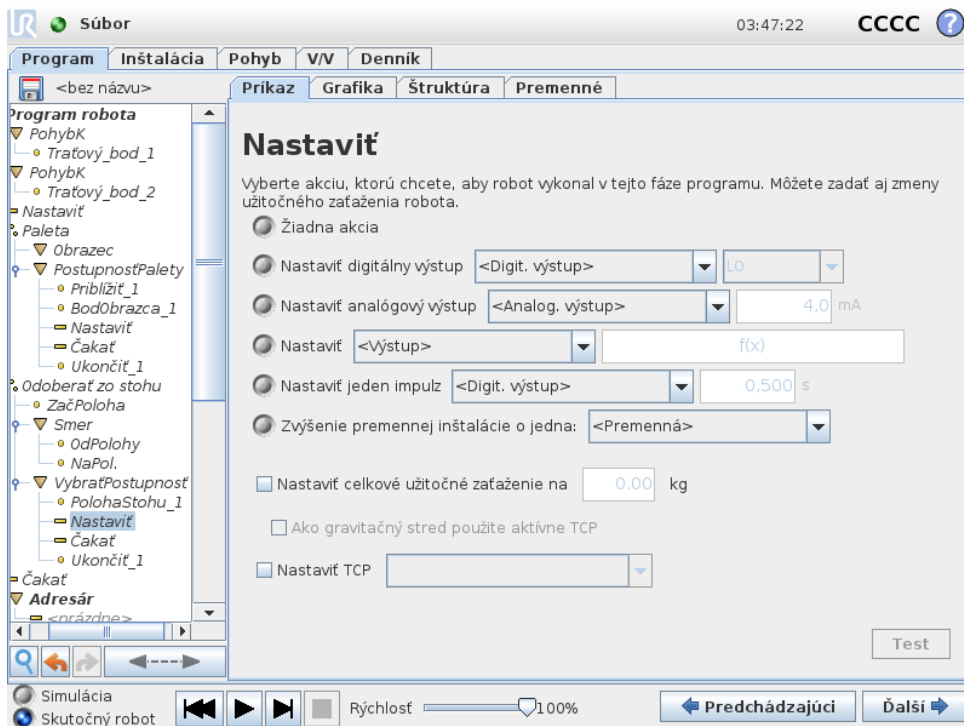 UR
Súbor
03:47:22
CCCC
?
Program
Inštalácia
Pohyb
V/V
Denník
<bez názvu>
Príkaz
Grafika
Štruktúra
Premenné
Program robota
PohybK
Traťový_bod_1
PohybK
Traťový_bod_2
Nastaviť
Paleta
Obrazec
PostupnosťPalety
Priblížiť_1
BodObrazca_1
Nastaviť
Čakať
Ukončiť_1
Odoberať zo stohu
ZačPoloha
Smer
OdPolohy
NaPol.
VybraťPostupnosť
PolohaStohu_1
Nastaviť
Čakať
Ukončiť_1
Čakať
Adresár
<prázdne>
Nastaviť
Vyberte akciu, ktorú chcete, aby robot vykonal v tejto fáze programu. Môžete zadať aj zmeny
užitočného zaťaženia robota.
Žiadna akcia
Nastaviť digitálny výstup <Digit. výstup> LO
Nastaviť analógový výstup <Analog. výstup> 4,0 mA
Nastaviť <Výstup> f(x)
Nastaviť jeden impulz <Digit. výstup> 0,500 s
Zvýšenie premennej inštalácie o jedna: <Premenná>
Nastaviť celkové užitočné zaťaženie na 0.00 kg
Ako gravitačný stred použite aktívne TCP
Nastaviť TCP
Test
Simulácia
Skutočný robot
Rýchlosť 100%
Predchádzajúci
Ďalší